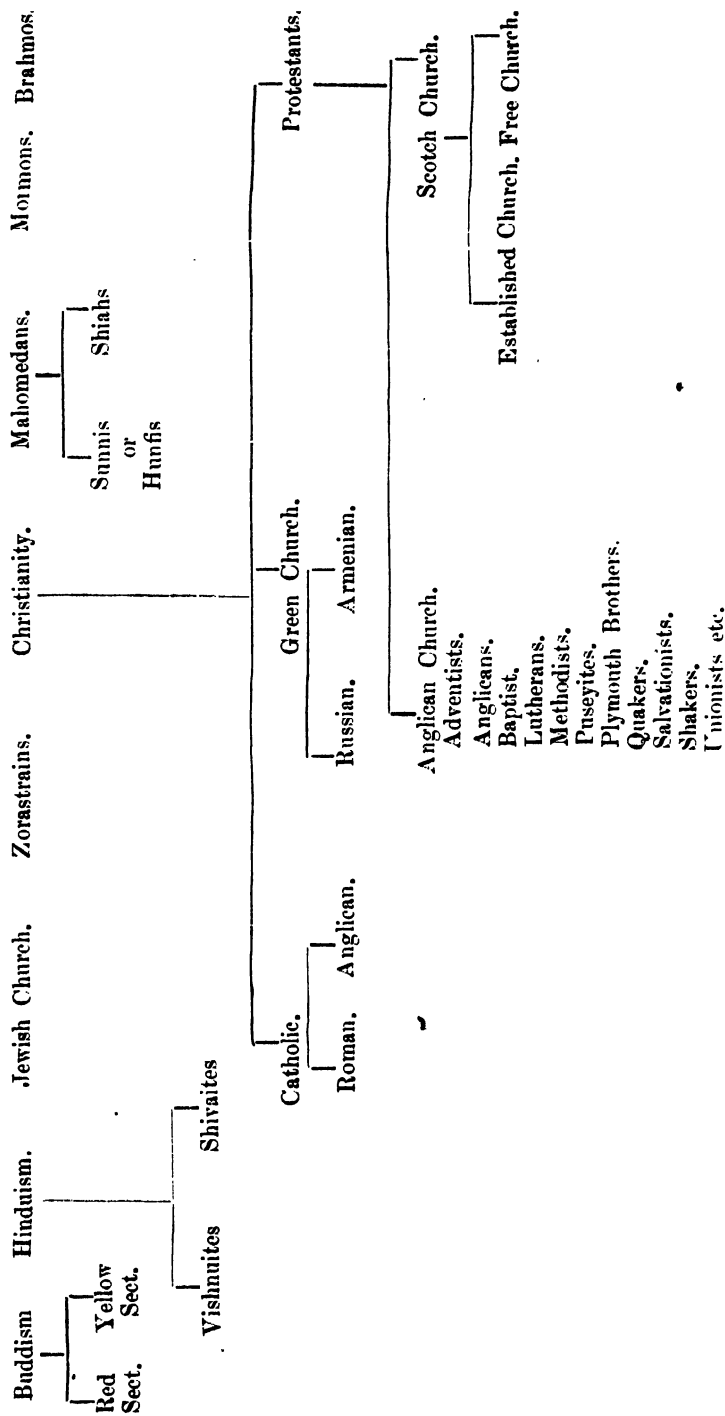 Buddism Hinduism. Jewish Church. Zorastrains. Christianity. Mahomedans. Mormons. Brahmos.
Red Sect. Yellow Sect.
Vishnuites Shivaites
Sunnis or Hunfis Shiahs
Catholic. Green Church. Protestants.
Roman. Anglican. Russian. Armenian.
Anglican Church. Scotch Church.
Adventists.
Anglicans.
Baptist.
Lutherans.
Methodists.
Puseyites.
Plymouth Brothers.
Quakers.
Salvationists.
Shakers.
Unionists etc.
Established Church. Free Church.